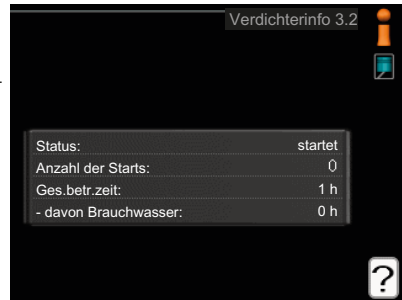 Verdichterinfo 3.2
Status: startet
Anzahl der Starts: 0
Ges.betr.zeit: 1 h
- davon Brauchwasser: 0 h
?